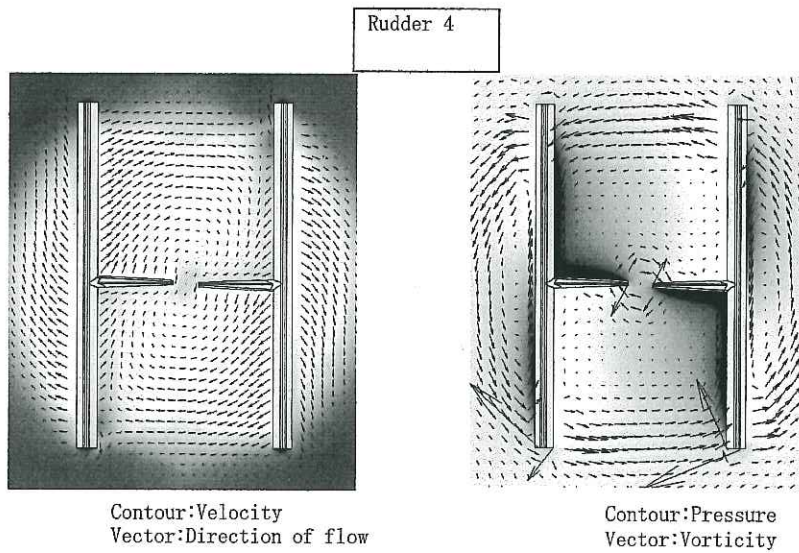 Rudder 4
Contour:Velocity
Vector:Direction of flow
Contour:Pressure
Vector:Vorticity